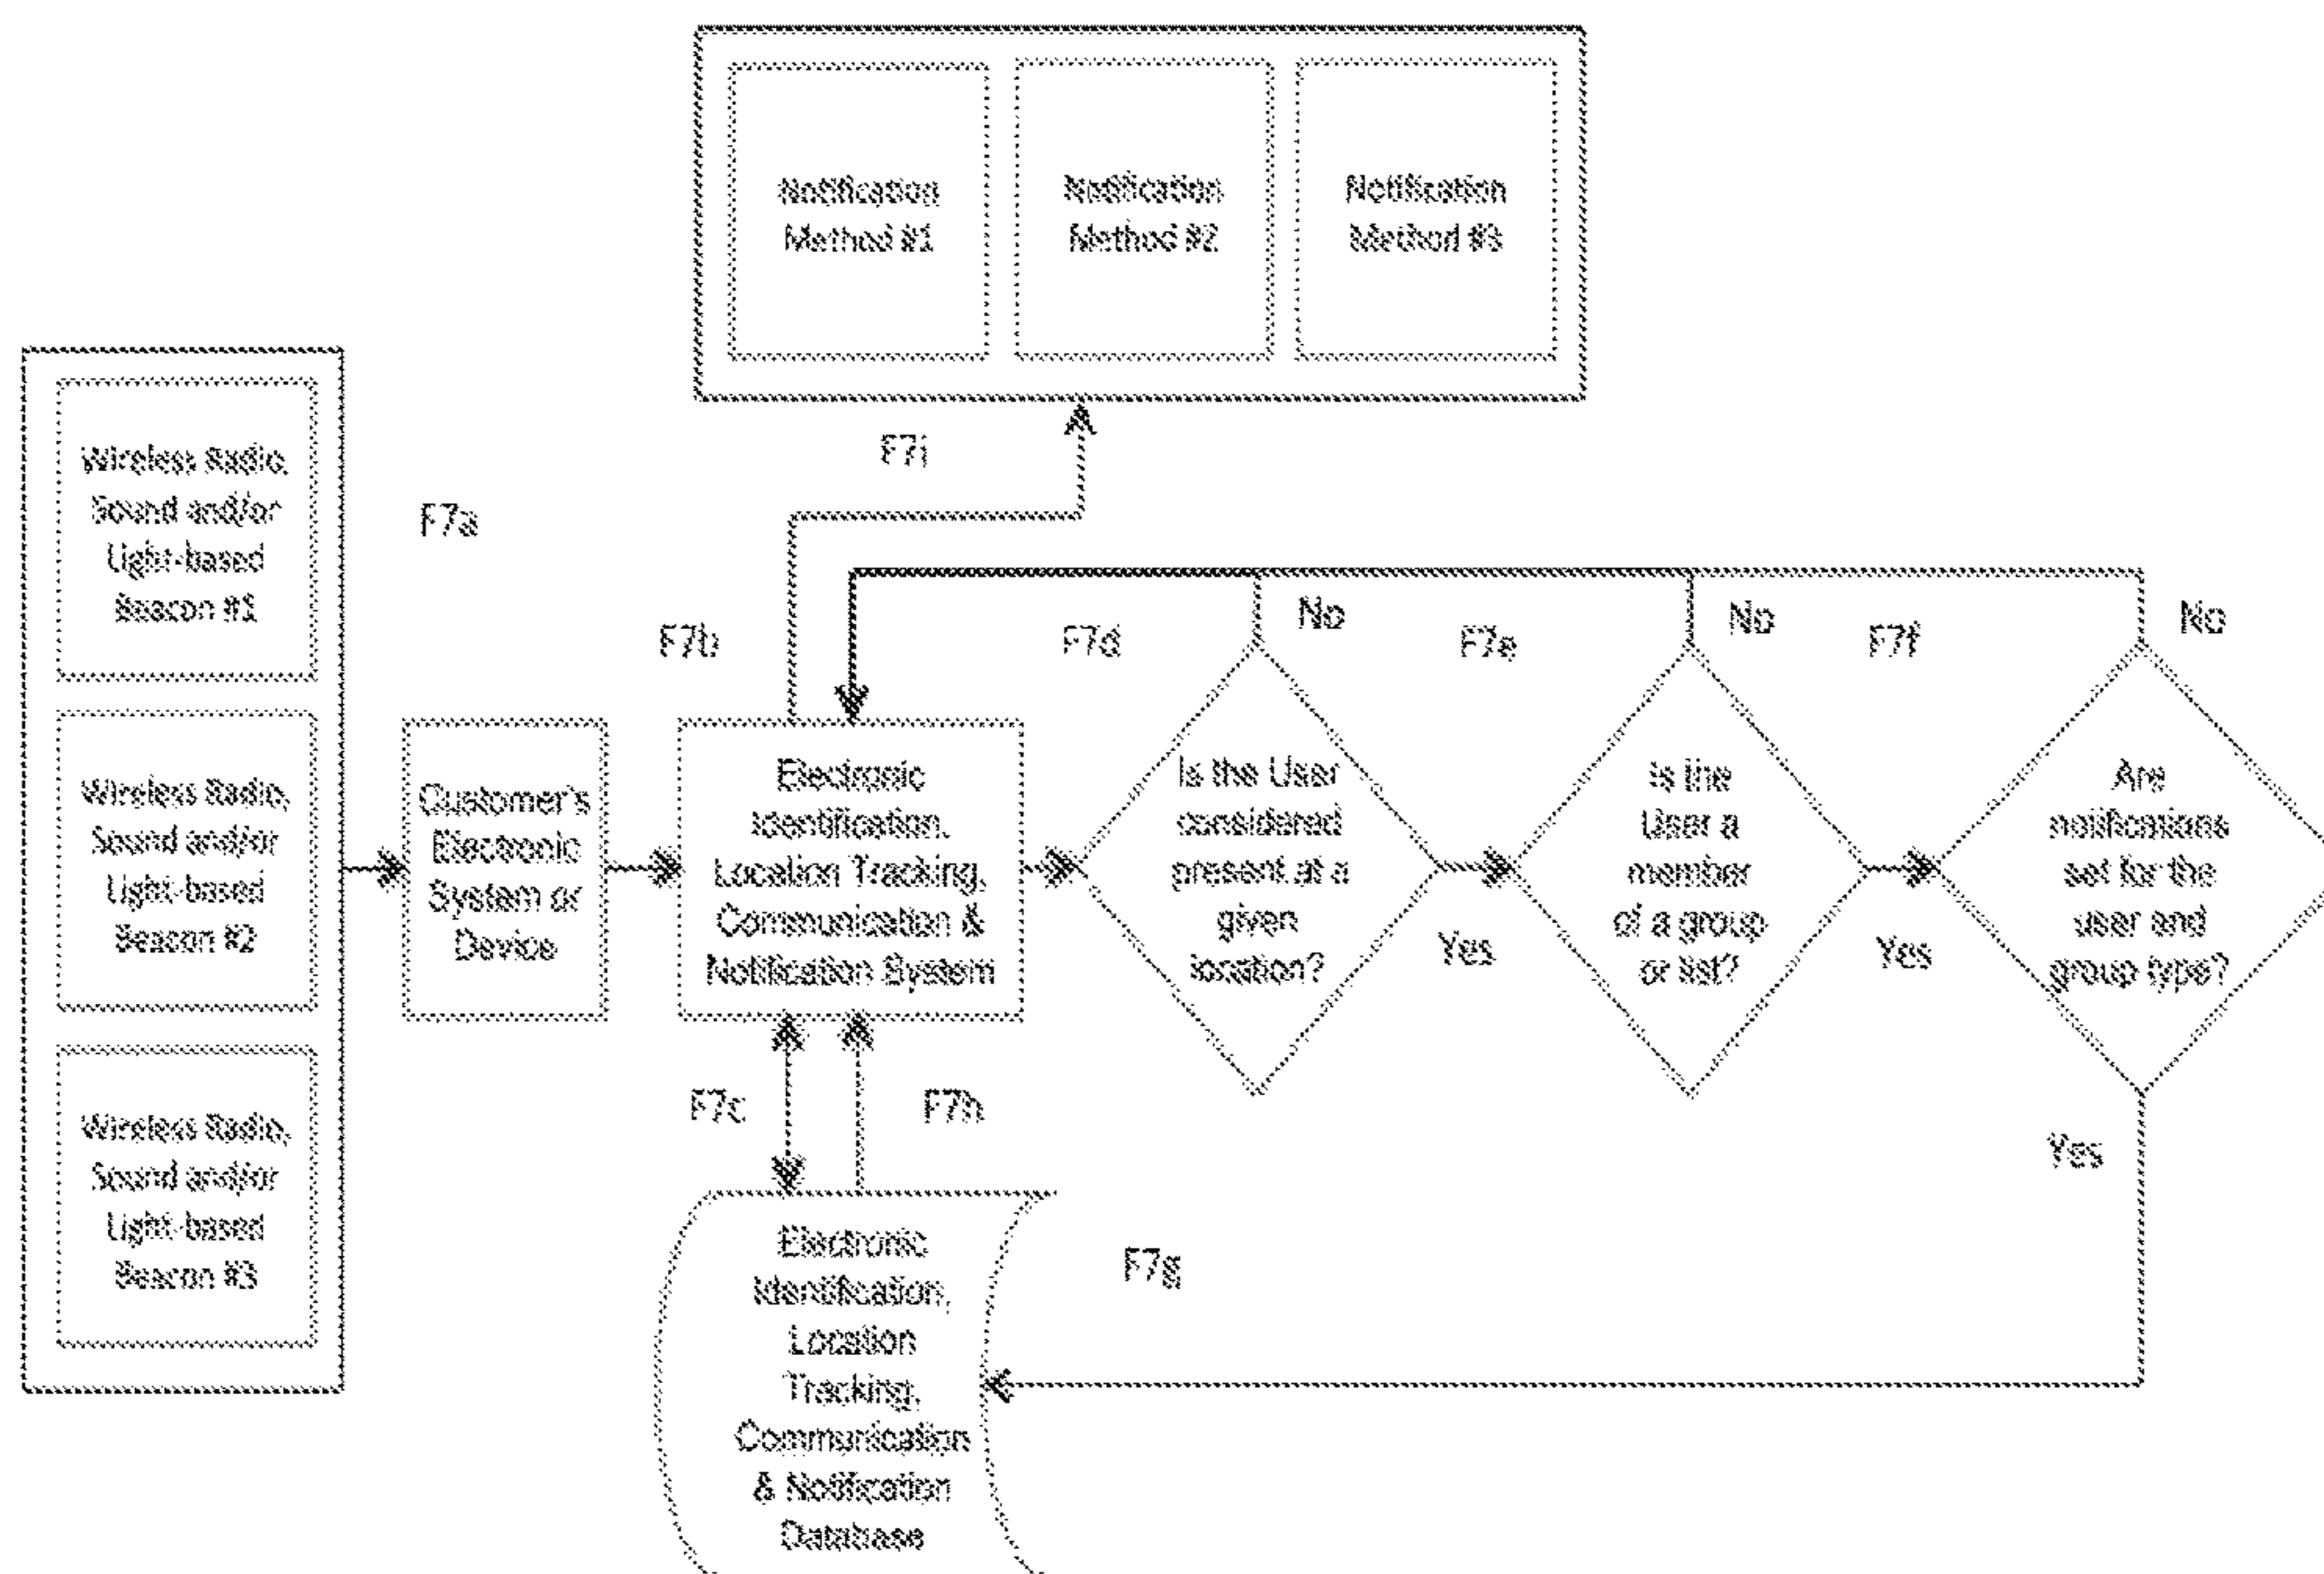 Notification
Method #1
Notification
Method #2
Notification
Method #3
F7i
Wireless Radio,
Sound and/or
Light-based
Beacon #1
Wireless Radio,
Sound and/or
Light-based
Beacon #2
Wireless Radio,
Sound and/or
Light-based
Beacon #3
F7a
Customer's
Electronic
System or
Device
F7b
Electronic
Identification,
Location Tracking,
Communication &
Notification System
F7d
No
Is the User
considered
present at a
given
location?
Yes
F7e
No
Is the
User a
member
of a group
or list?
Yes
F7f
No
Are
notifications
set for the
user and
group type?
Yes
F7c
F7h
F7g
Electronic
Identification,
Location
Tracking,
Communication
& Notification
Database